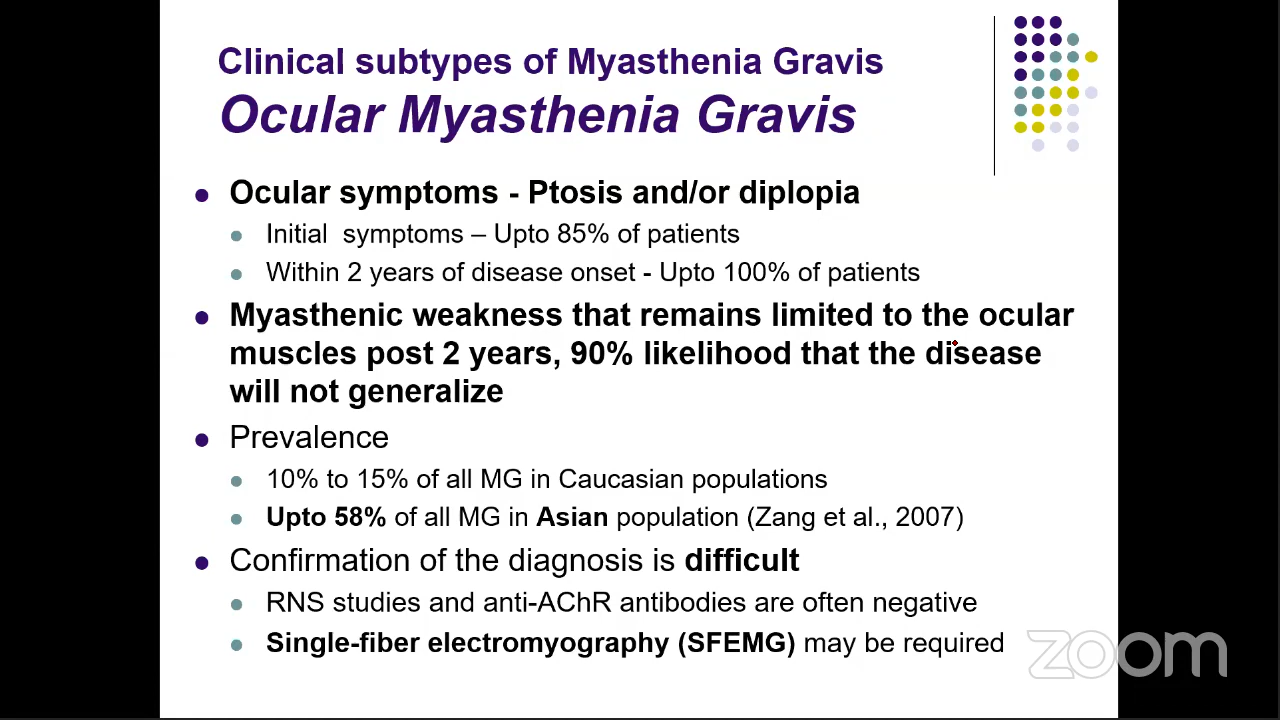 Clinical subtypes of Myasthenia Gravis
Ocular Myasthenia Gravis
Ocular symptoms - Ptosis and/or diplopia
Initial symptoms – Upto 85% of patients
Within 2 years of disease onset - Upto 100% of patients
Myasthenic weakness that remains limited to the ocular
muscles post 2 years, 90% likelihood that the disease
will not generalize
Prevalence
10% to 15% of all MG in Caucasian populations
Upto 58% of all MG in Asian population (Zang et al., 2007)
Confirmation of the diagnosis is difficult
RNS studies and anti-AChR antibodies are often negative
Single-fiber electromyography (SFEMG) may be required
zoom